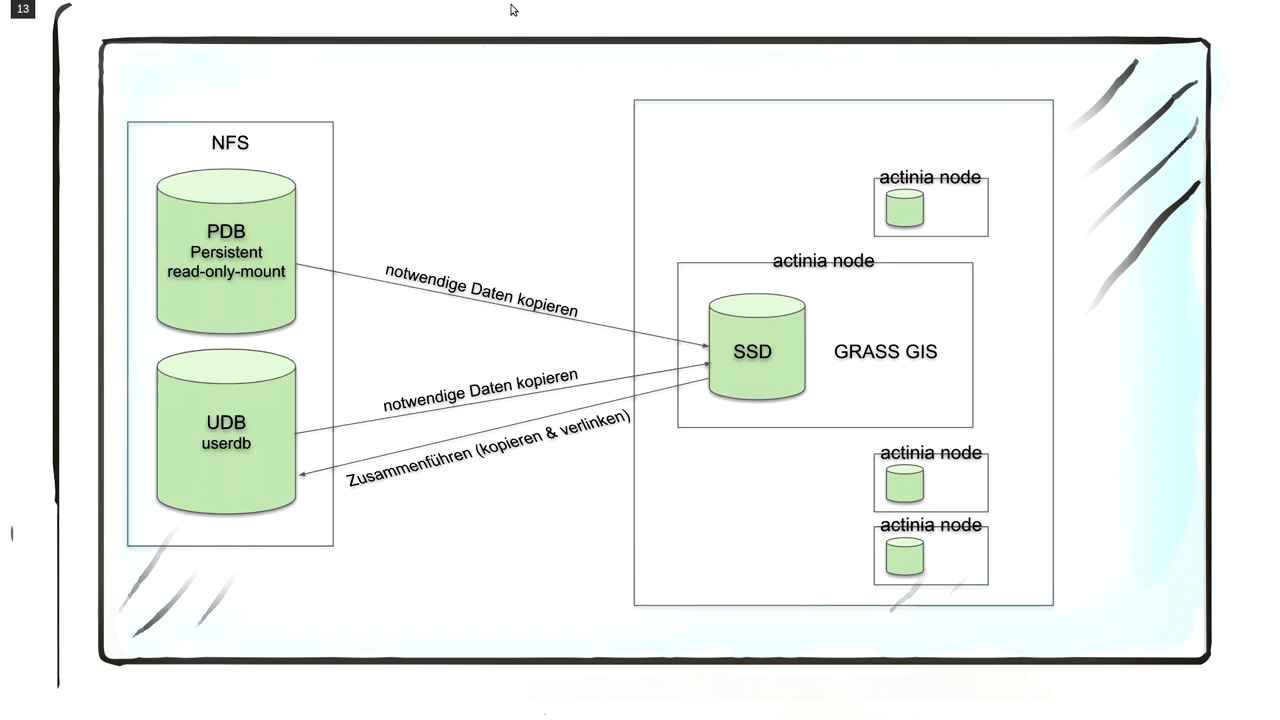 13
NFS
PDB
Persistent
read-only-mount
UDB
userdb
notwendige Daten kopieren
notwendige Daten kopieren
Zusammenführen (kopieren & verlinken)
actinia node
actinia node
SSD
GRASS GIS
actinia node
actinia node